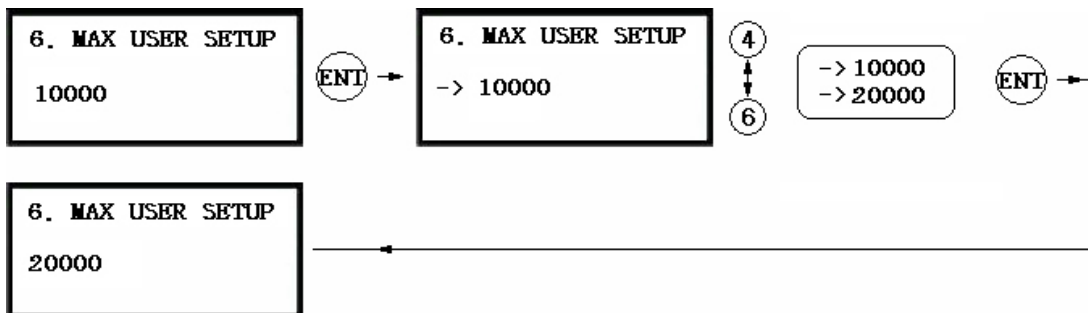 6. MAX USER SETUP
10000
ENT
6. MAX USER SETUP
-> 10000
4
6
->10000
->20000
ENT
6. MAX USER SETUP
20000